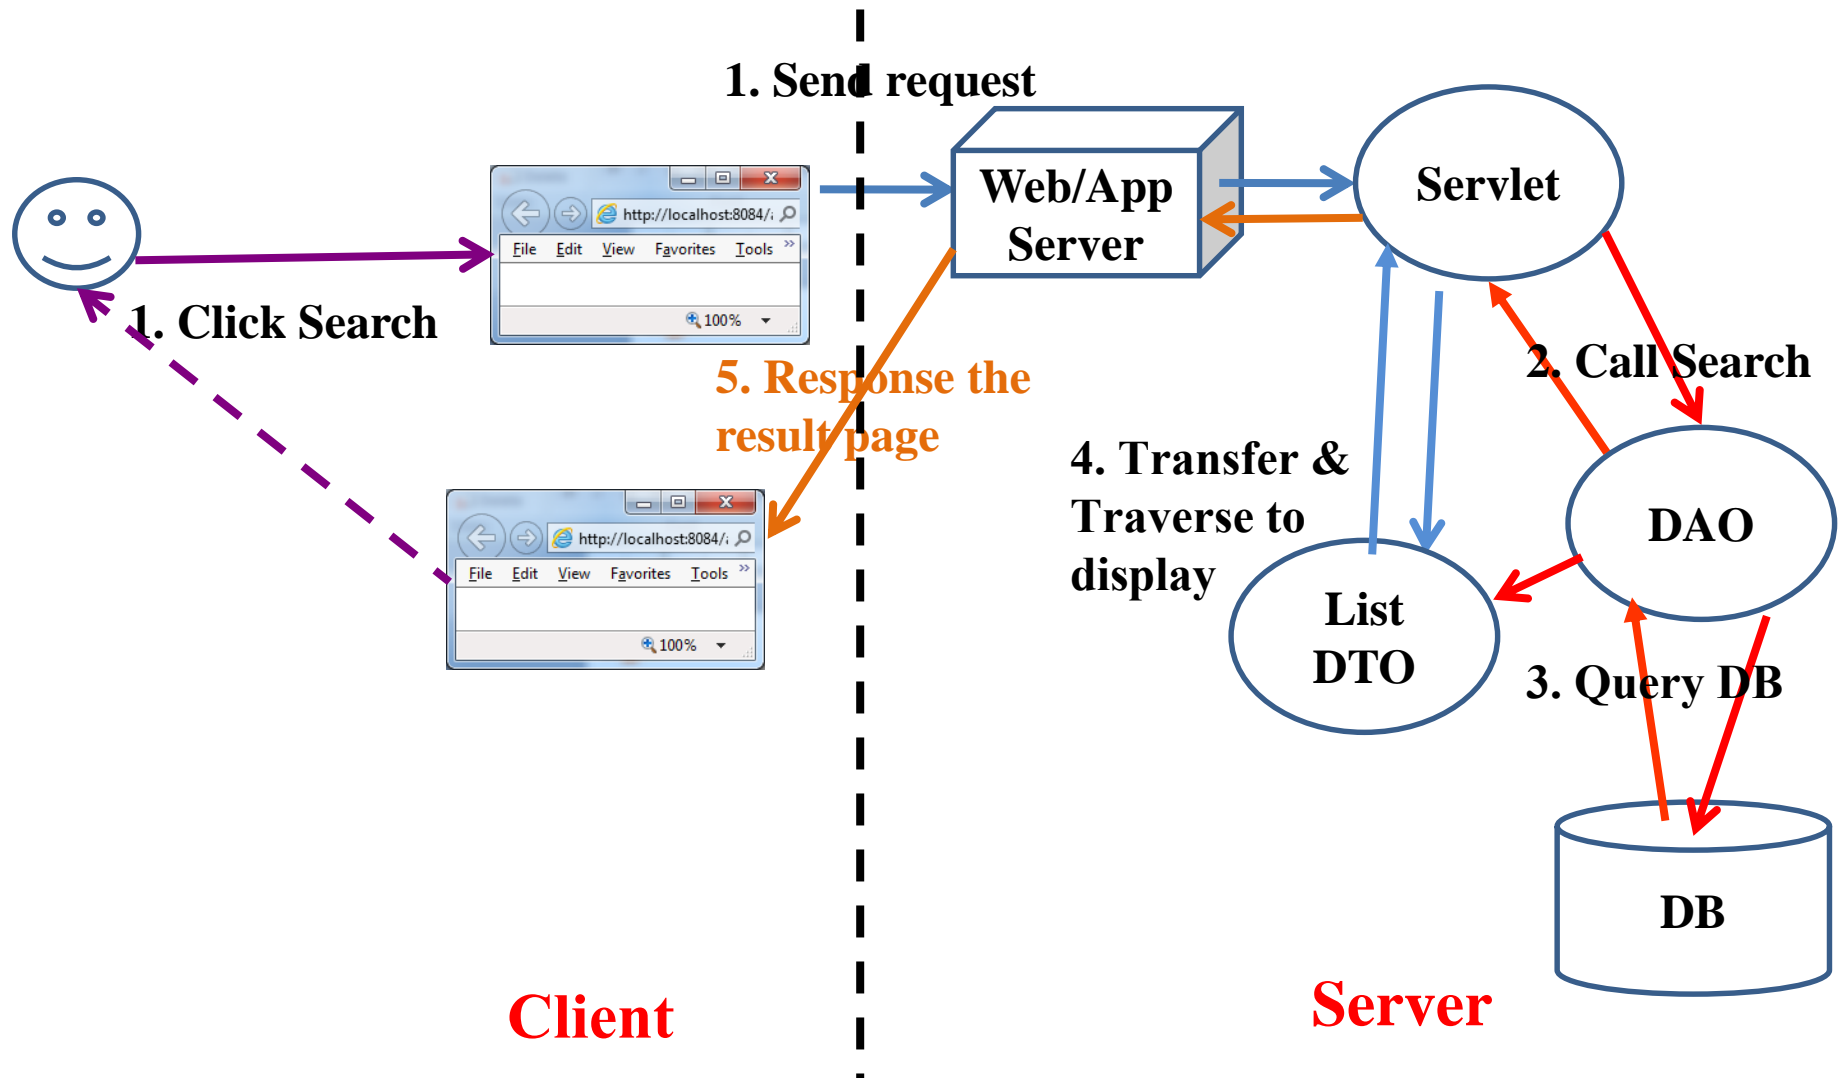 1. Send request
Web/App
Server
Servlet
http://localhost:8084/
File Edit View Favorites Tools »
100%
1. Click Search
2. Call Search
5. Response the
result page
4. Transfer &
Traverse to
display
DAO
http://localhost:8084/
File Edit View Favorites Tools »
100%
List
DTO
3. Query DB
DB
Client
Server